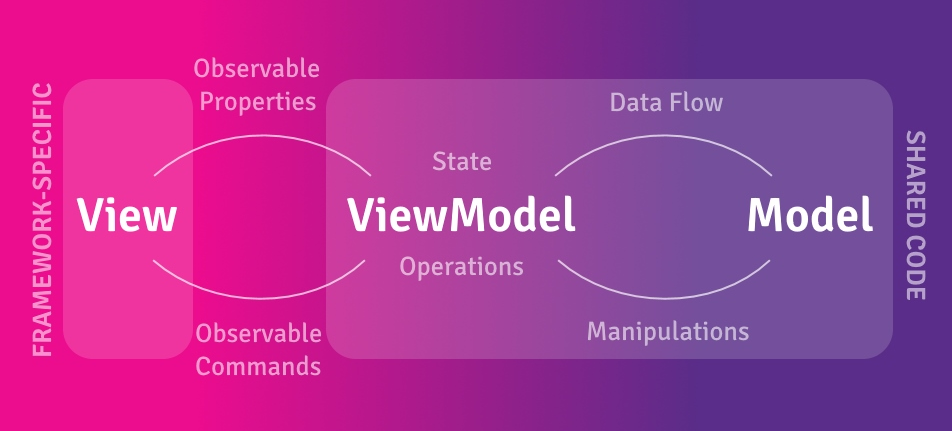 FRAMEWORK-SPECIFIC
View
Observable
Properties
Observable
Commands
State
ViewModel
Operations
Data Flow
Manipulations
Model
SHARED CODE